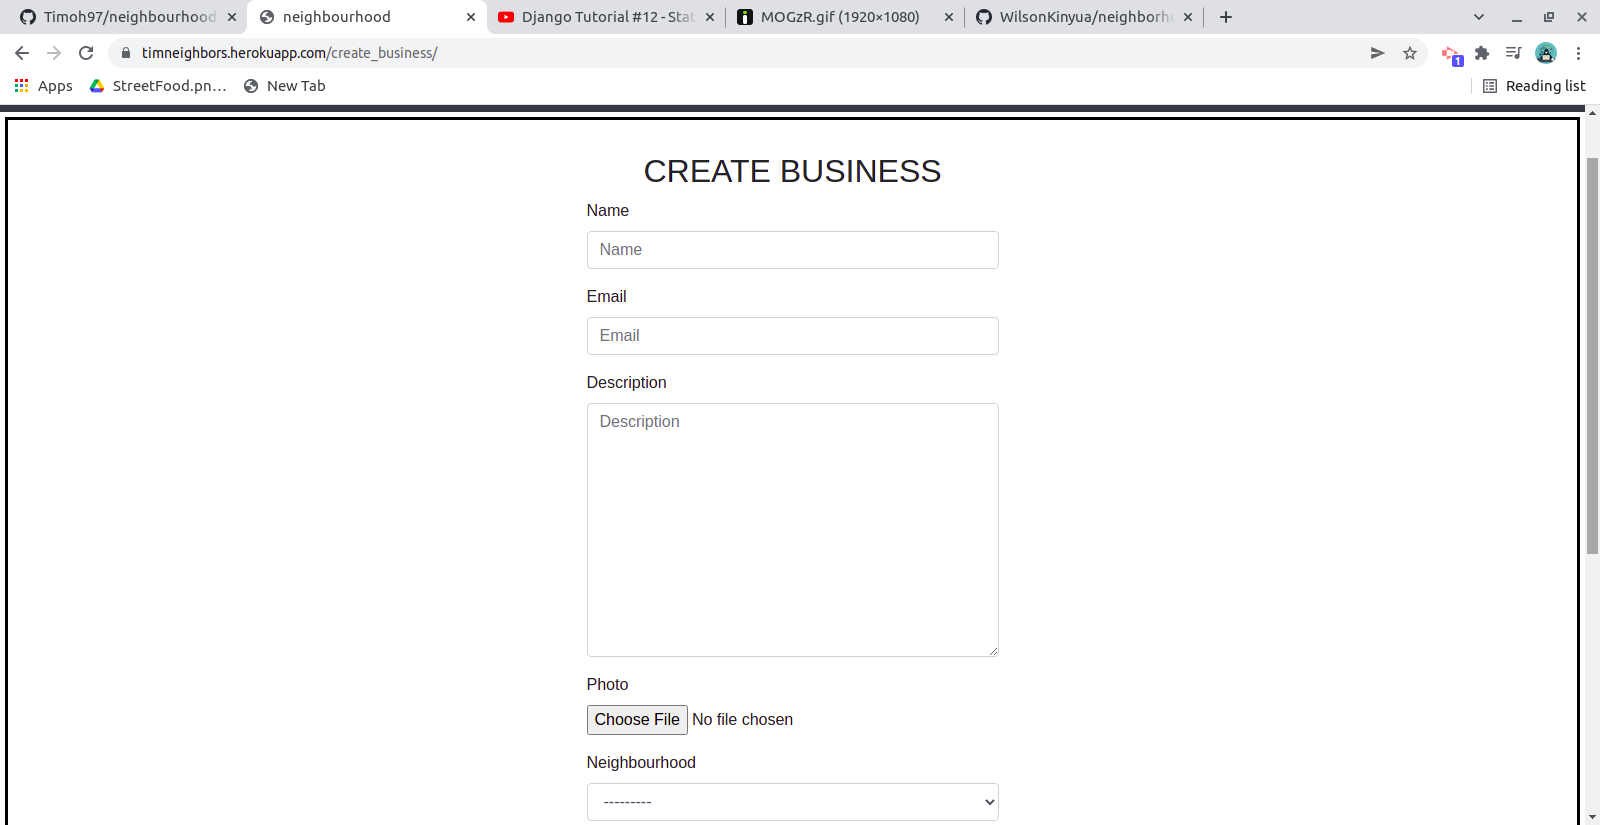 Timoh97/neighbourhood
neighbourhood
Django Tutorial #12 - Stat
MOGzR.gif (1920×1080)
WilsonKinyua/neighborho
timneighbors.herokuapp.com/create_business/
1
Apps
StreetFood.pn...
New Tab
Reading list
CREATE BUSINESS
Name
Name
Email
Email
Description
Description
Photo
Choose File No file chosen
Neighbourhood
---------